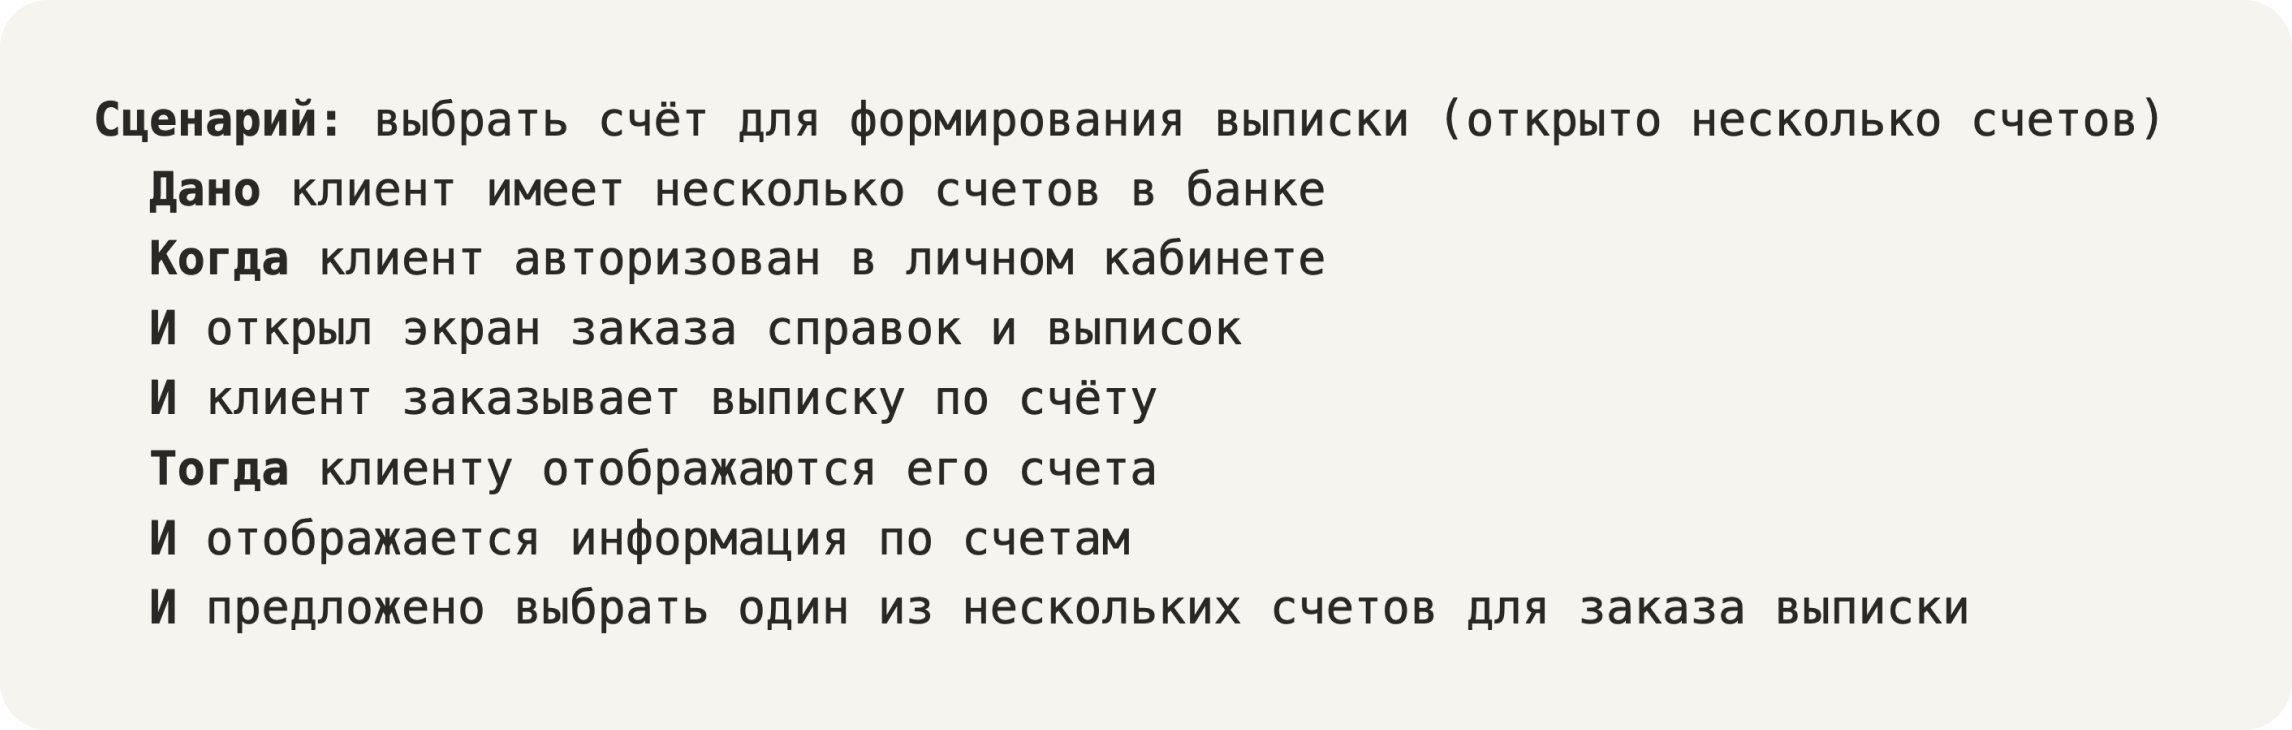 Сценарий: выбрать счёт для формирования выписки (открыто несколько счетов)
Дано клиент имеет несколько счетов в банке
Когда клиент авторизован в личном кабинете
И открыл экран заказа справок и выписок
И клиент заказывает выписку по счёту
Тогда клиенту отображаются его счета
И отображается информация по счетам
И предложено выбрать один из нескольких счетов для заказа выписки